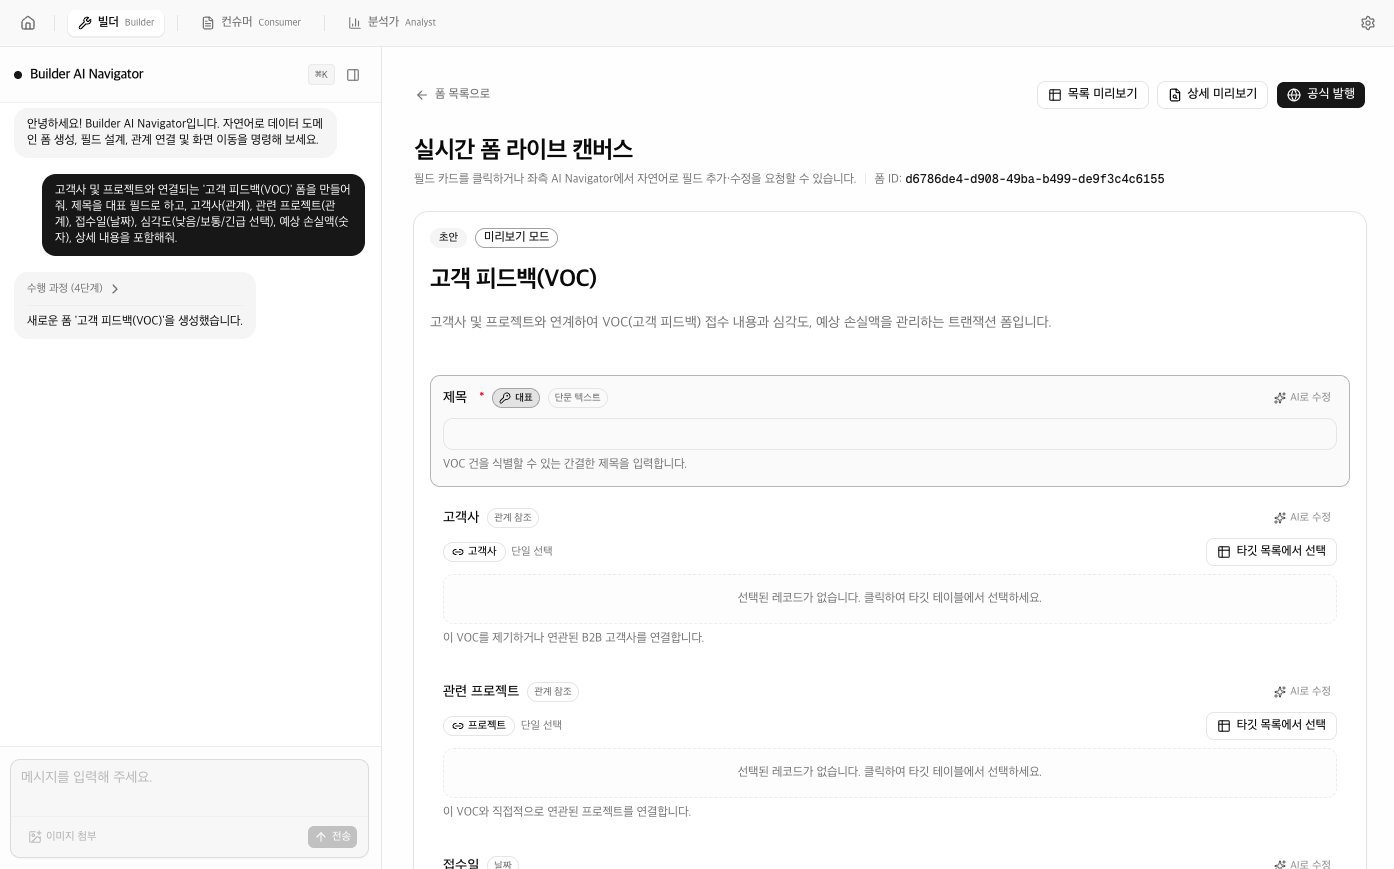 빌더 Builder
컨슈머 Consumer
분석가 Analyst
Builder AI Navigator
⌘K
안녕하세요! Builder AI Navigator입니다. 자연어로 데이터 도메
인 폼 생성, 필드 설계, 관계 연결 및 화면 이동을 명령해 보세요.
고객사 및 프로젝트와 연결되는 '고객 피드백(VOC)' 폼을 만들어
줘. 제목을 대표 필드로 하고, 고객사(관계), 관련 프로젝트(관
계), 접수일(날짜), 심각도(낮음/보통/긴급 선택), 예상 손실액(숫
자), 상세 내용을 포함해줘.
수행 과정 (4단계)
새로운 폼 '고객 피드백(VOC)'을 생성했습니다.
메시지를 입력해 주세요.
이미지 첨부
전송
폼 목록으로
목록 미리보기
상세 미리보기
공식 발행
실시간 폼 라이브 캔버스
필드 카드를 클릭하거나 좌측 AI Navigator에서 자연어로 필드 추가·수정을 요청할 수 있습니다.
폼 ID: d6786de4-d908-49ba-b499-de9f3c4c6155
초안
미리보기 모드
고객 피드백(VOC)
고객사 및 프로젝트와 연계하여 VOC(고객 피드백) 접수 내용과 심각도, 예상 손실액을 관리하는 트랜잭션 폼입니다.
제목 * 대표 단문 텍스트
AI로 수정
VOC 건을 식별할 수 있는 간결한 제목을 입력합니다.
고객사 관계 참조
AI로 수정
고객사 단일 선택
타깃 목록에서 선택
선택된 레코드가 없습니다. 클릭하여 타깃 테이블에서 선택하세요.
이 VOC를 제기하거나 연관된 B2B 고객사를 연결합니다.
관련 프로젝트 관계 참조
AI로 수정
프로젝트 단일 선택
타깃 목록에서 선택
선택된 레코드가 없습니다. 클릭하여 타깃 테이블에서 선택하세요.
이 VOC와 직접적으로 연관된 프로젝트를 연결합니다.
접수일 날짜
AI로 수정